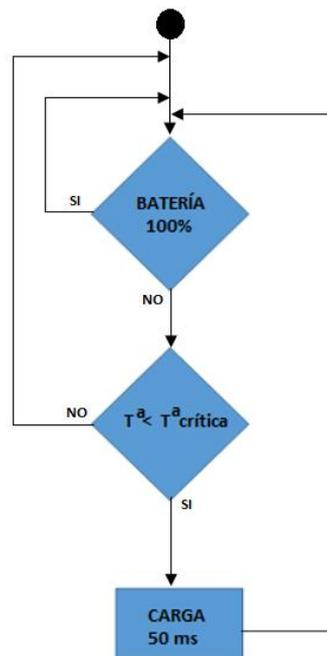 BATERÍA
100%
SI
NO
Tª< Tªcrítica
NO
SI
CARGA
50 ms